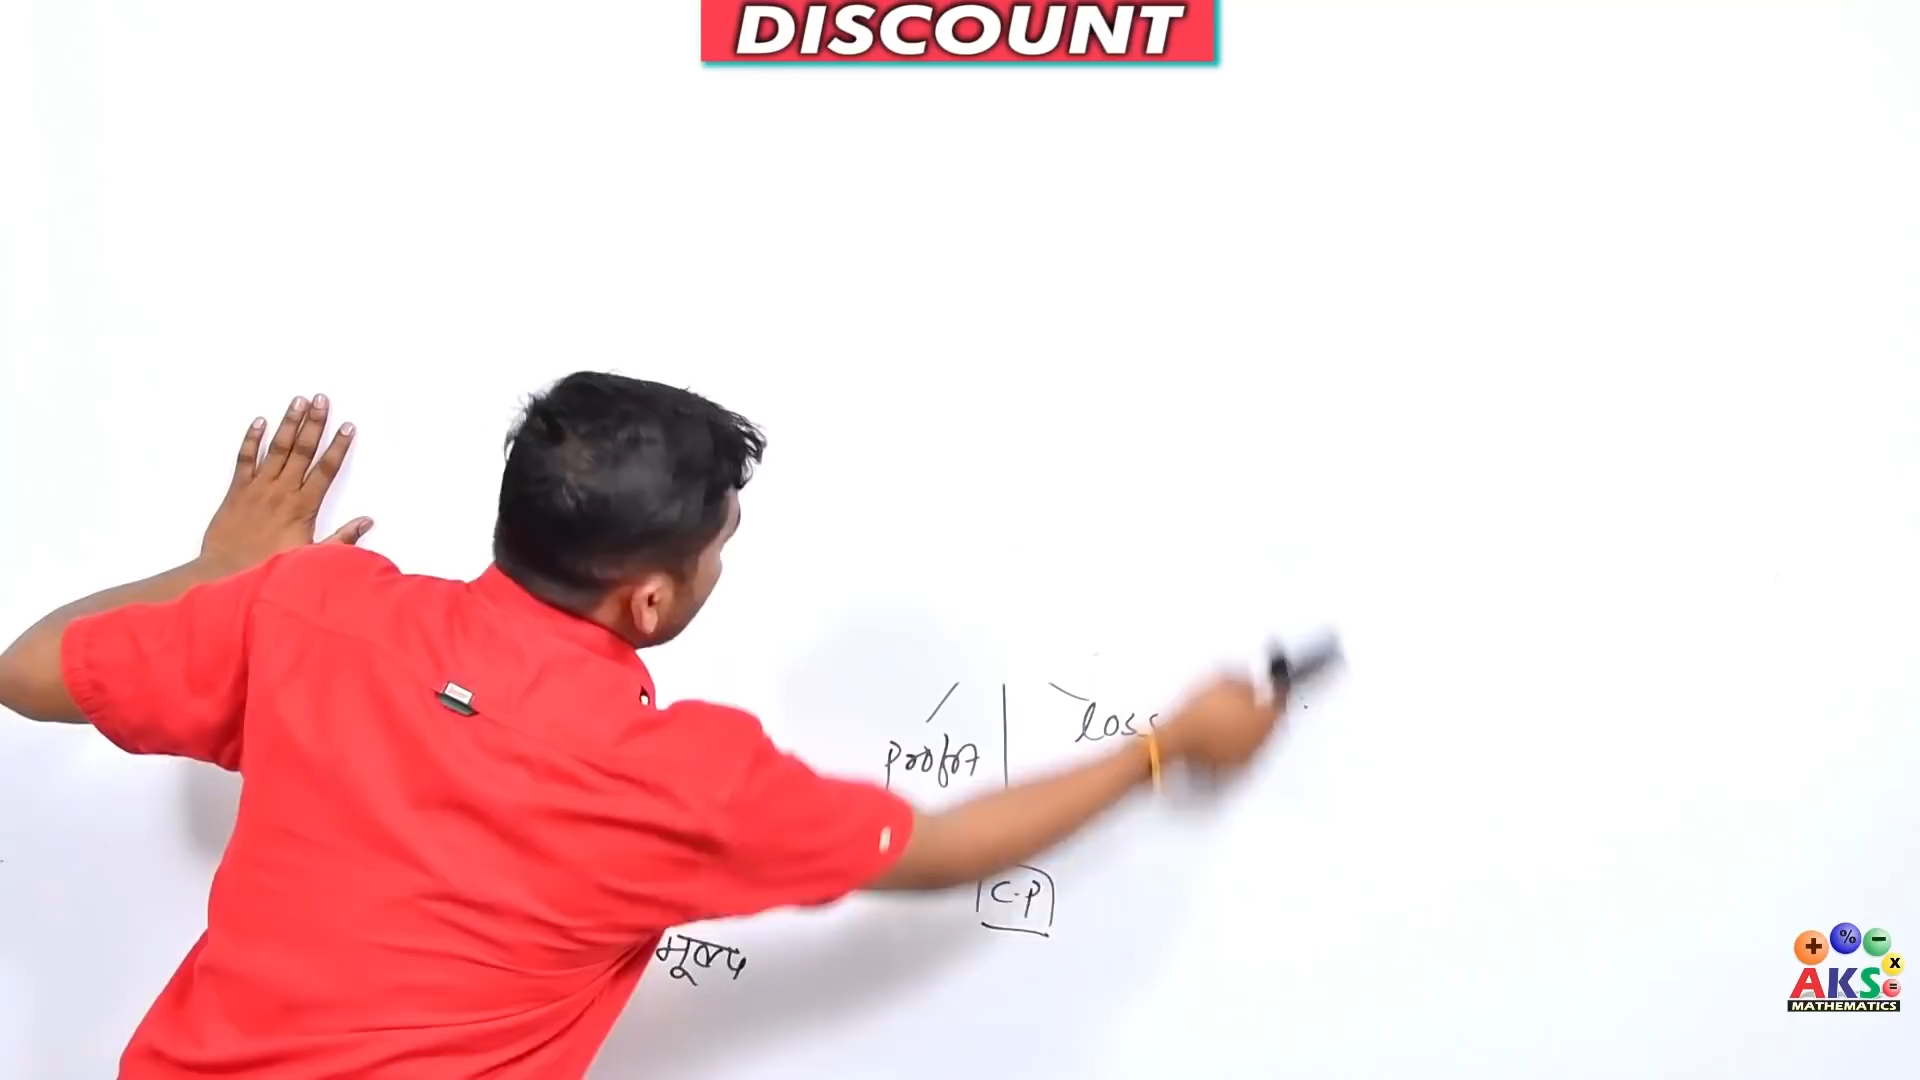 DISCOUNT
loss
profit
C.P
मूल्य
+ % - x =
AKS
MATHEMATICS